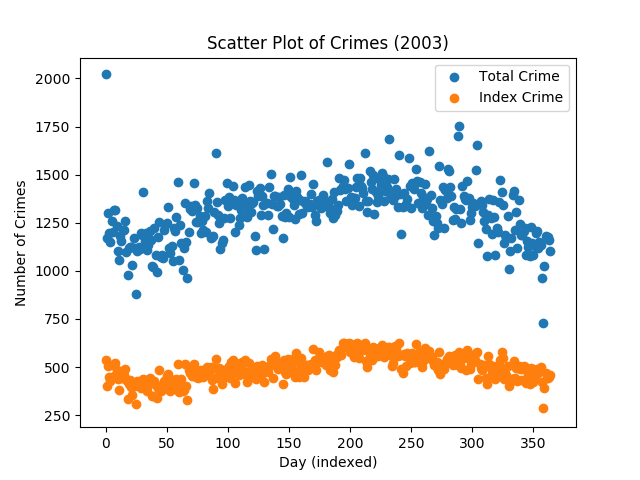 Scatter Plot of Crimes (2003)
Total Crime
Index Crime
Number of Crimes
2000
1750
1500
1250
1000
750
500
250
0 50 100 150 200 250 300 350
Day (indexed)